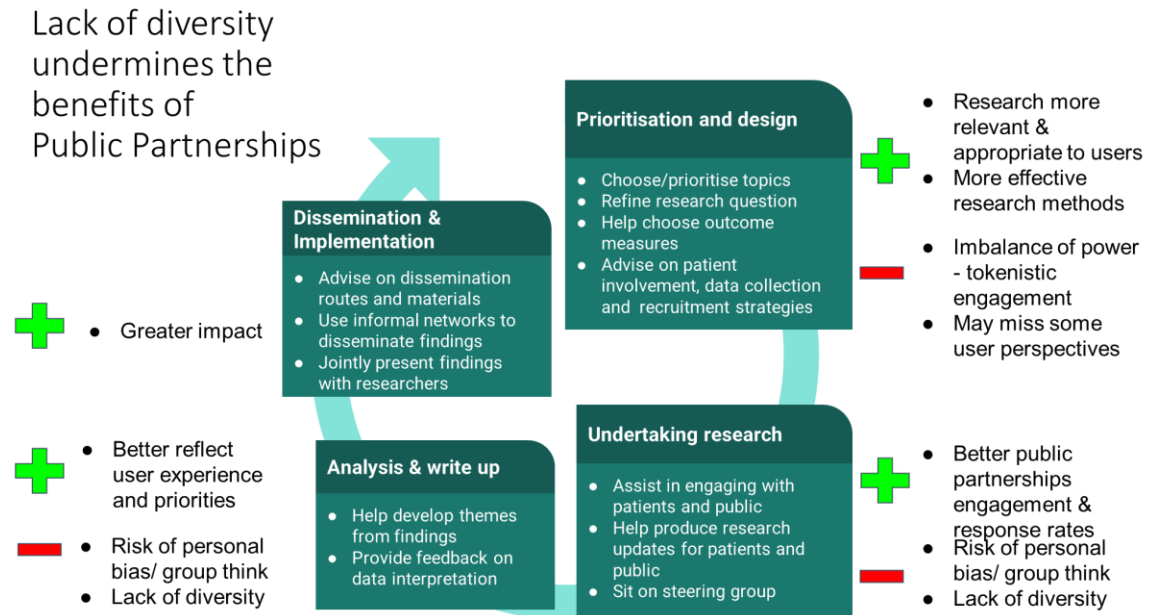 Lack of diversity
undermines the
benefits of
Public Partnerships
Prioritisation and design
● Choose/prioritise topics
● Refine research question
● Help choose outcome
measures
● Advise on patient
involvement, data collection
and recruitment strategies
● Research more
relevant &
appropriate to users
● More effective
research methods
● Imbalance of power
- tokenistic
engagement
● May miss some
user perspectives
Undertaking research
● Assist in engaging with
patients and public
● Help produce research
updates for patients and
public
● Sit on steering group
● Better public
partnerships
engagement &
response rates
● Risk of personal
bias/ group think
● Lack of diversity
Analysis & write up
● Help develop themes
from findings
● Provide feedback on
data interpretation
● Better reflect
user experience
and priorities
● Risk of personal
bias/ group think
● Lack of diversity
Dissemination &
Implementation
● Advise on dissemination
routes and materials
● Use informal networks to
disseminate findings
● Jointly present findings
with researchers
● Greater impact